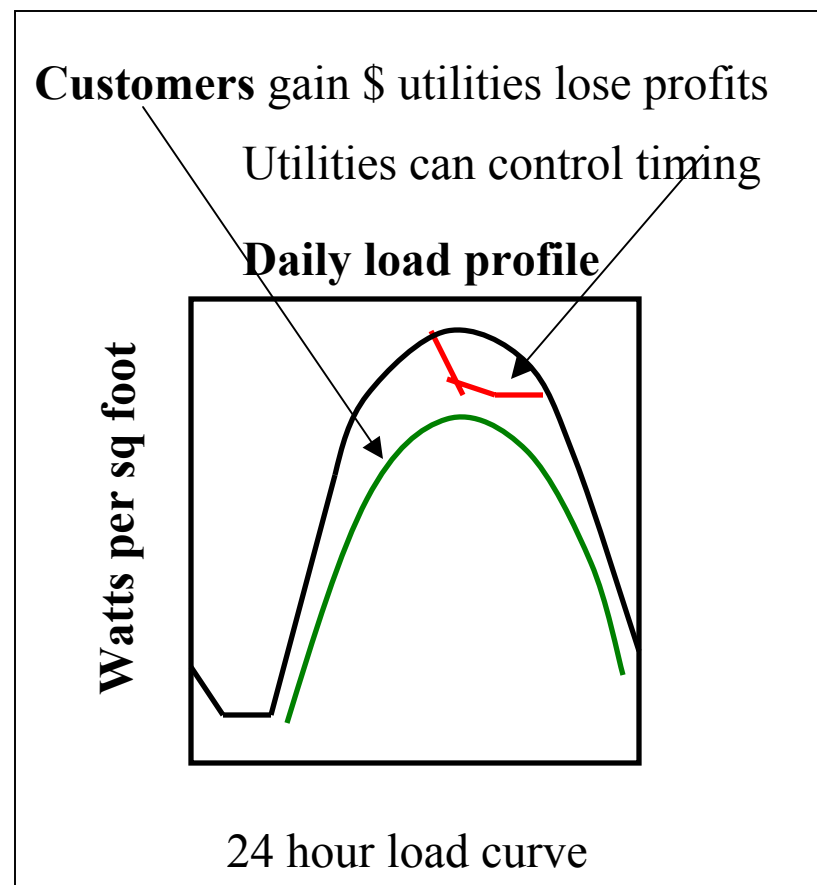 Customers gain $ utilities lose profits
Utilities can control timing
Daily load profile
Watts per sq foot
24 hour load curve